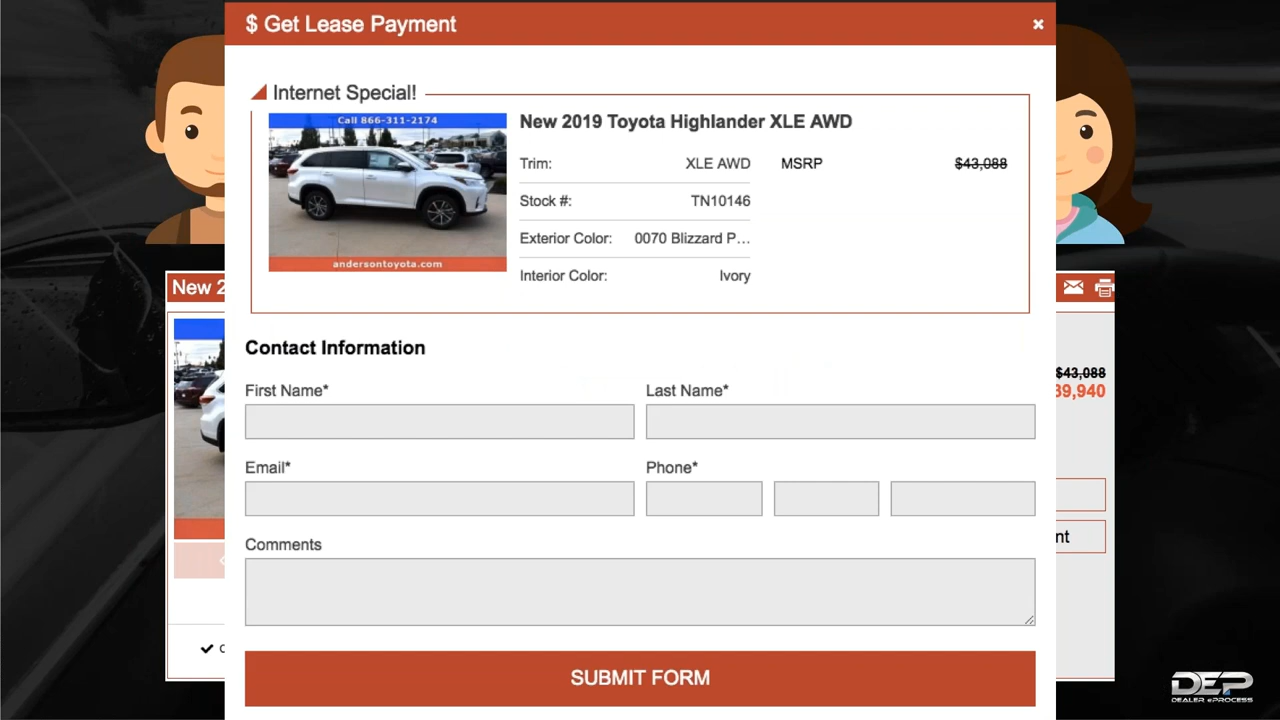 $ Get Lease Payment
Internet Special!
Call 866-311-2174
andersontoyota.com
New 2019 Toyota Highlander XLE AWD
Trim: XLE AWD MSRP $43,088
Stock #: TN10146
Exterior Color: 0070 Blizzard P...
Interior Color: Ivory
New 2
$43,088
39,940
nt
Contact Information
First Name* Last Name*
Email* Phone*
Comments
SUBMIT FORM
DEP
DEALER ePROCESS